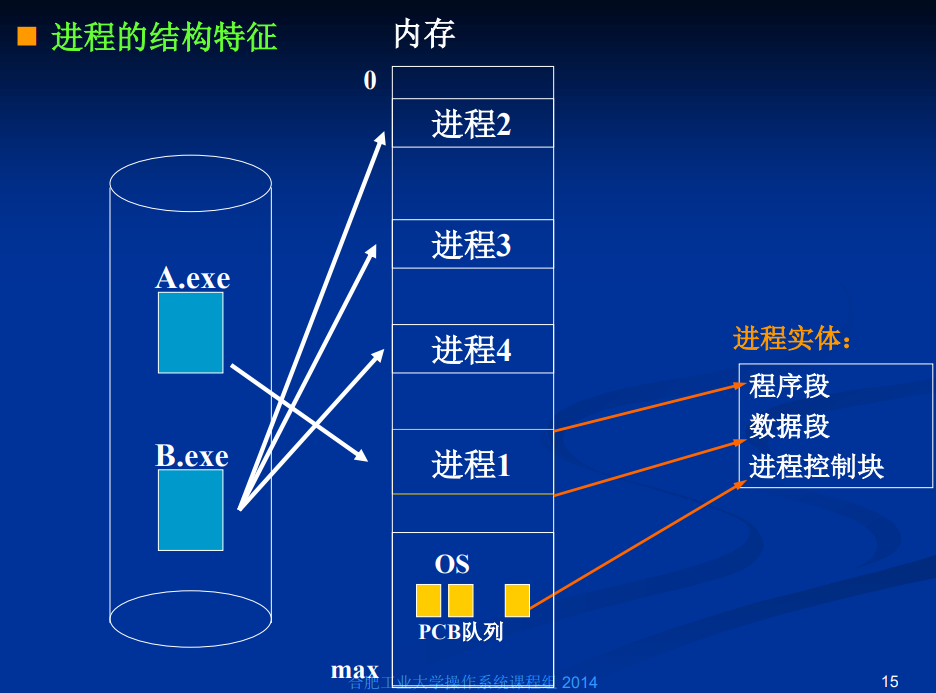 进程的结构特征
内存
0
进程2
进程3
A.exe
进程4
进程实体：
程序段
数据段
进程控制块
B.exe
进程1
OS
PCB队列
max
合肥工业大学操作系统课程组 2014
15